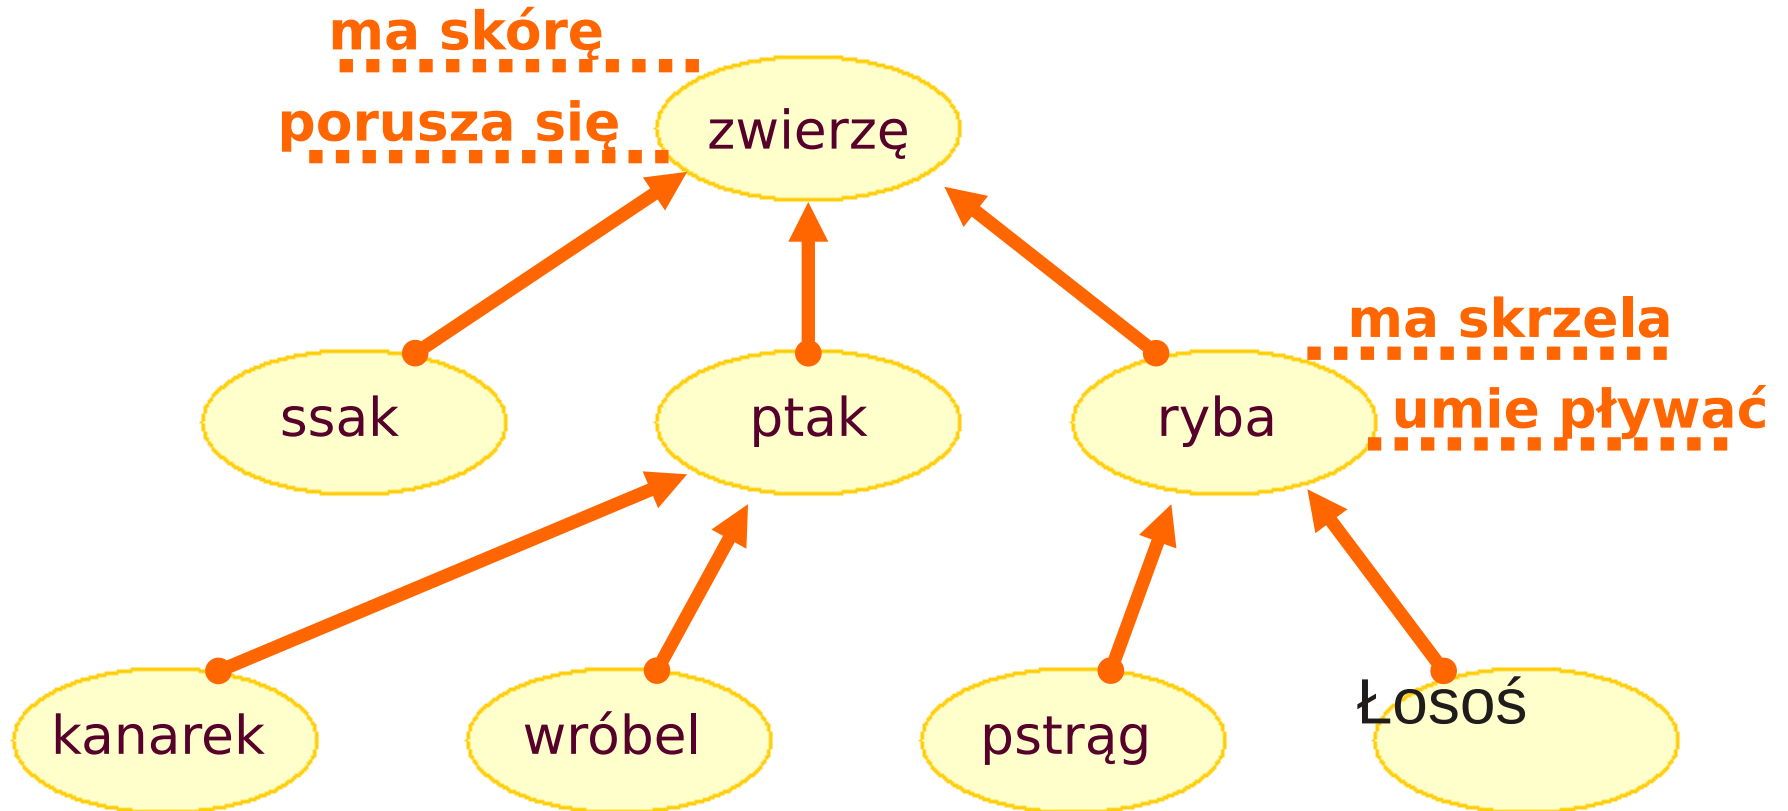 ma skórę
porusza się
zwierzę
ma skrzela
umie pływać
ssak
ptak
ryba
kanarek
wróbel
pstrąg
Łosoś